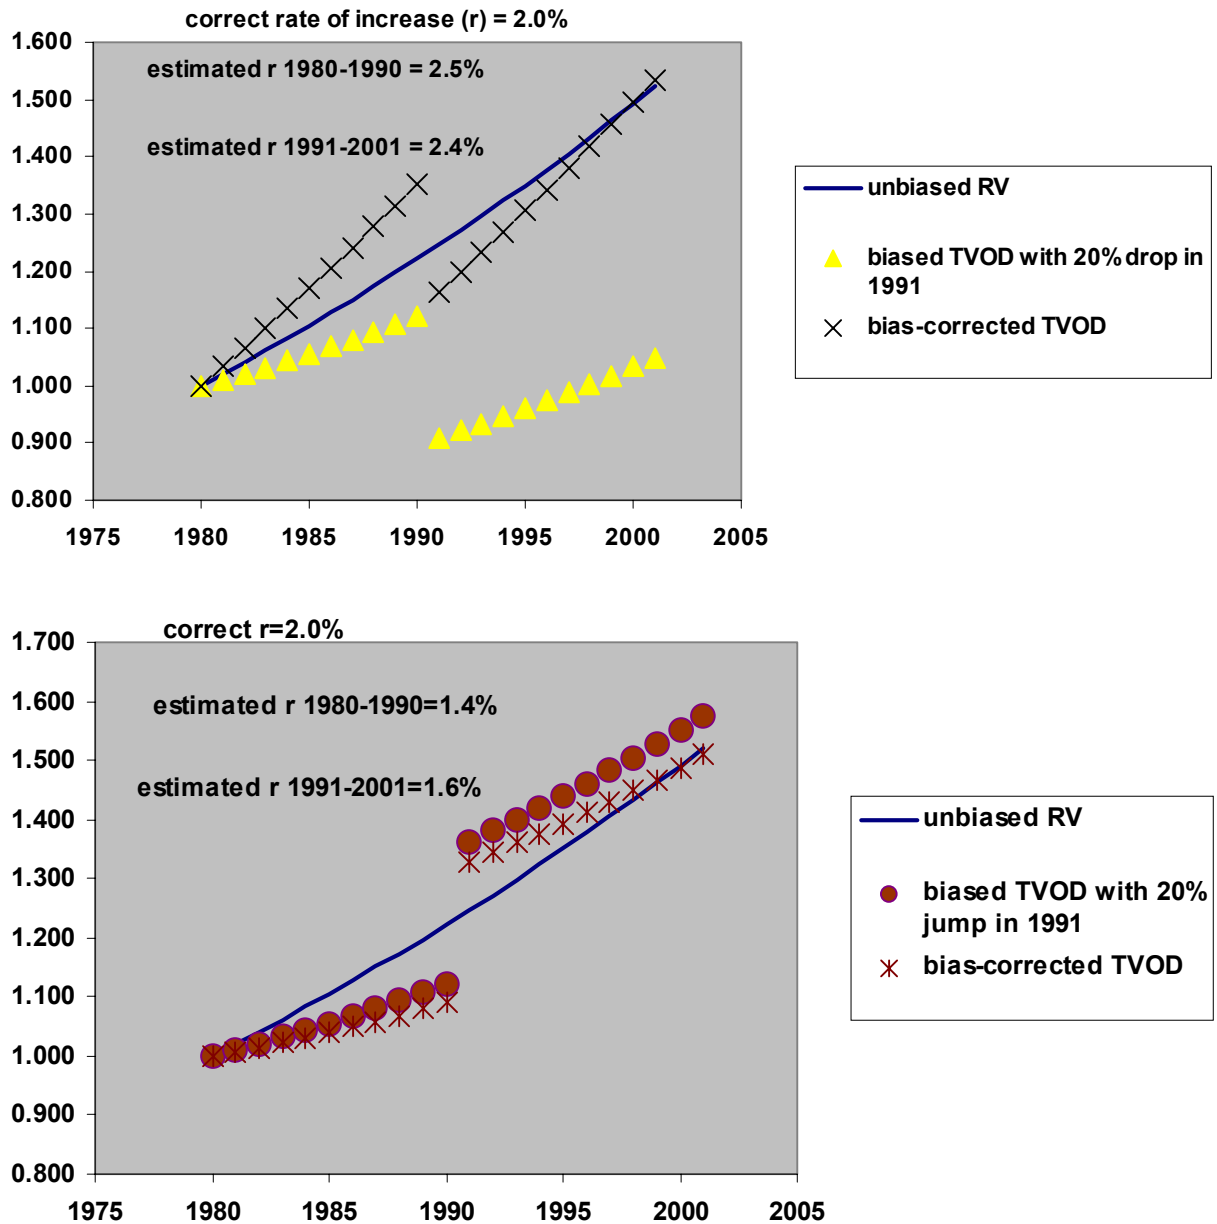 correct rate of increase (r) = 2.0%
1.600
estimated r 1980-1990 = 2.5%
1.500
estimated r 1991-2001 = 2.4%
1.400
1.300
1.200
1.100
1.000
0.900
0.800
1975 1980 1985 1990 1995 2000 2005
unbiased RV
biased TVOD with 20% drop in
1991
bias-corrected TVOD
correct r=2.0%
1.700
estimated r 1980-1990=1.4%
1.600
1.500
estimated r 1991-2001=1.6%
1.400
1.300
1.200
1.100
1.000
0.900
0.800
1975 1980 1985 1990 1995 2000 2005
unbiased RV
biased TVOD with 20%
jump in 1991
bias-corrected TVOD